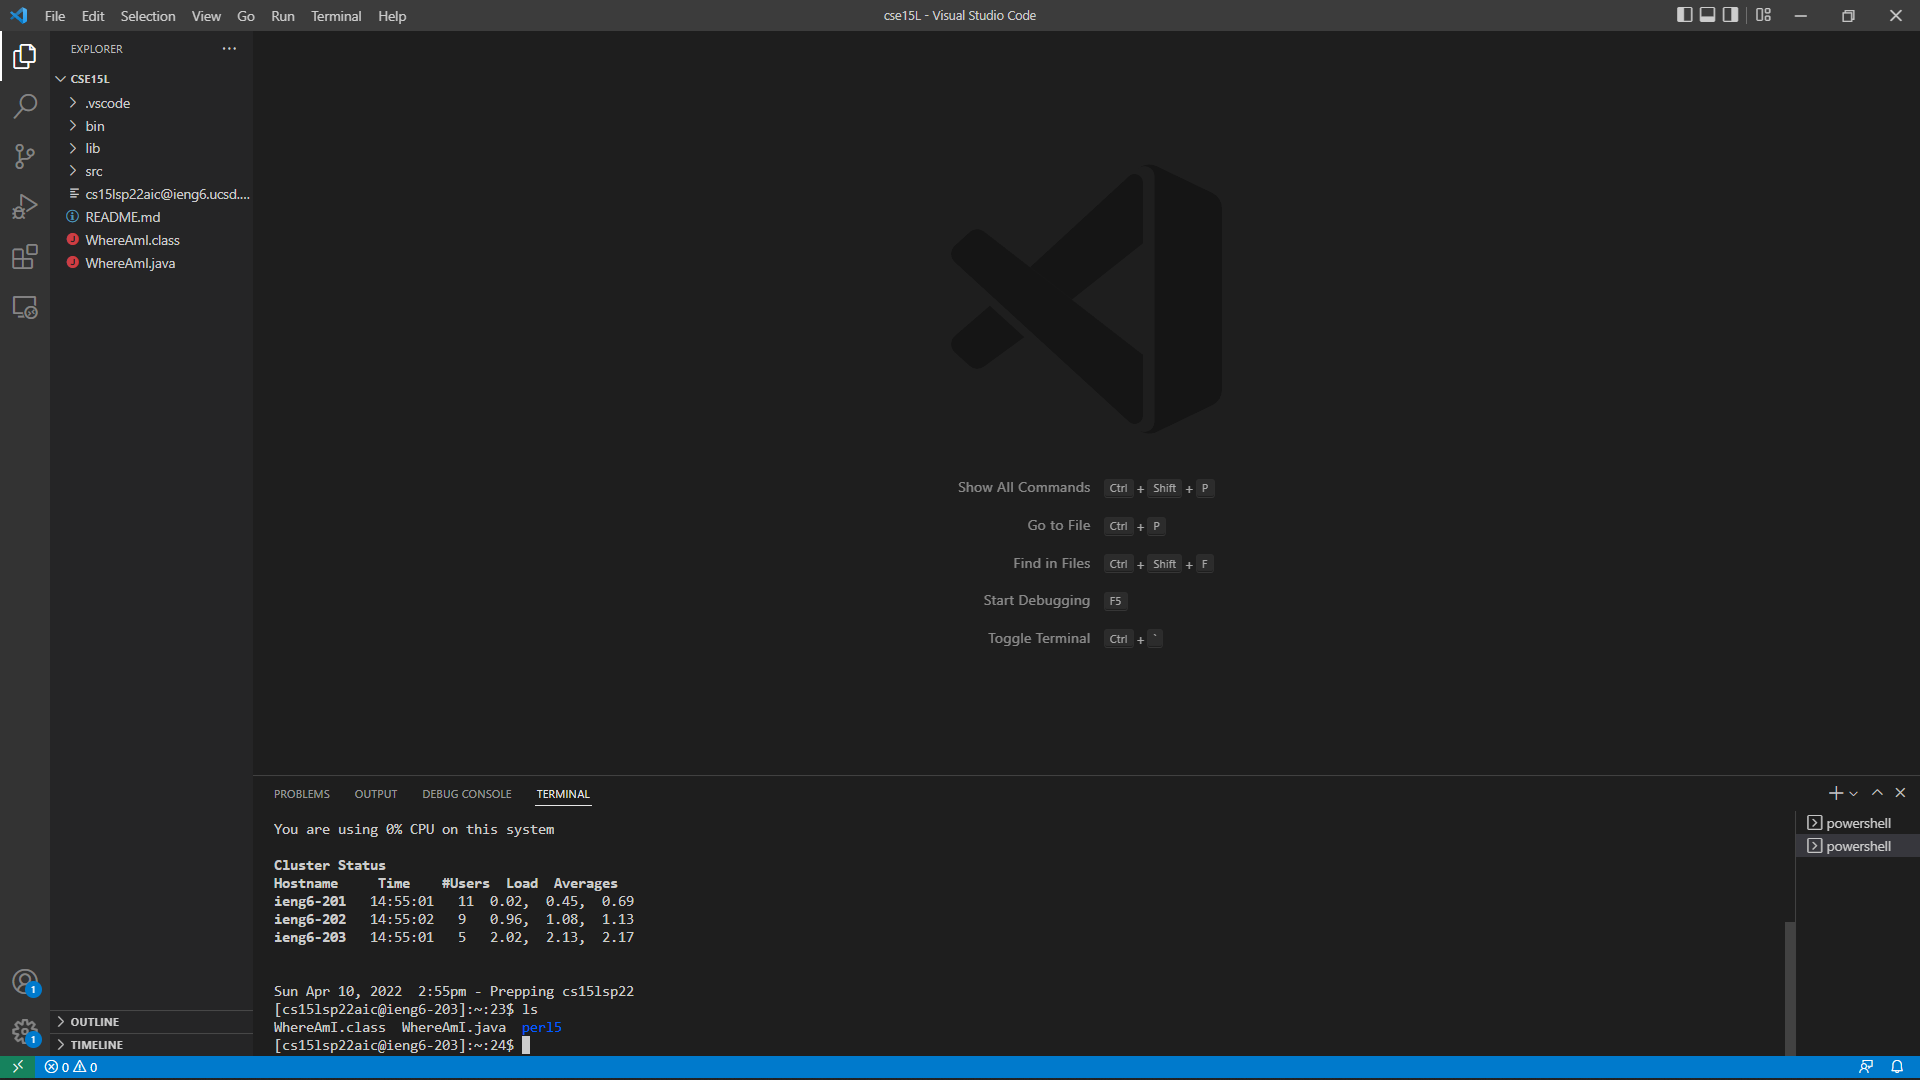 File Edit Selection View Go Run Terminal Help
cse15L - Visual Studio Code
EXPLORER
CSE15L
.vscode
bin
lib
src
cs15lsp22aic@ieng6.ucsd....
README.md
WhereAmI.class
WhereAmI.java
Show All Commands Ctrl + Shift + P
Go to File Ctrl + P
Find in Files Ctrl + Shift + F
Start Debugging F5
Toggle Terminal Ctrl + `
PROBLEMS OUTPUT DEBUG CONSOLE TERMINAL
powershell
powershell
You are using 0% CPU on this system
Cluster Status
Hostname Time #Users Load Averages
ieng6-201 14:55:01 11 0.02, 0.45, 0.69
ieng6-202 14:55:02 9 0.96, 1.08, 1.13
ieng6-203 14:55:01 5 2.02, 2.13, 2.17
Sun Apr 10, 2022 2:55pm - Prepping cs15lsp22
[cs15lsp22aic@ieng6-203]:~:23$ ls
WhereAmI.class WhereAmI.java perl5
[cs15lsp22aic@ieng6-203]:~:24$
1
1
OUTLINE
TIMELINE
0 0